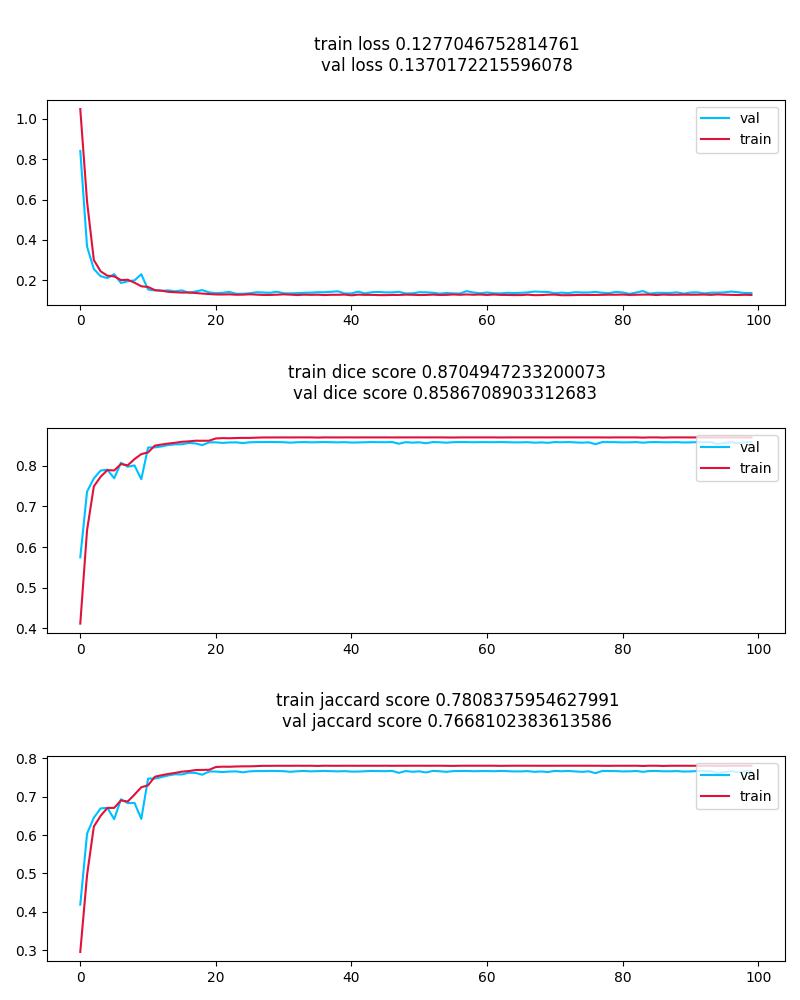 train loss 0.1277046752814761
val loss 0.1370172215596078
1.0
0.8
0.6
0.4
0.2
val
train
0 20 40 60 80 100
train dice score 0.8704947233200073
val dice score 0.8586708903312683
0.8
0.7
0.6
0.5
0.4
val
train
0 20 40 60 80 100
train jaccard score 0.7808375954627991
val jaccard score 0.7668102383613586
0.8
0.7
0.6
0.5
0.4
0.3
val
train
0 20 40 60 80 100